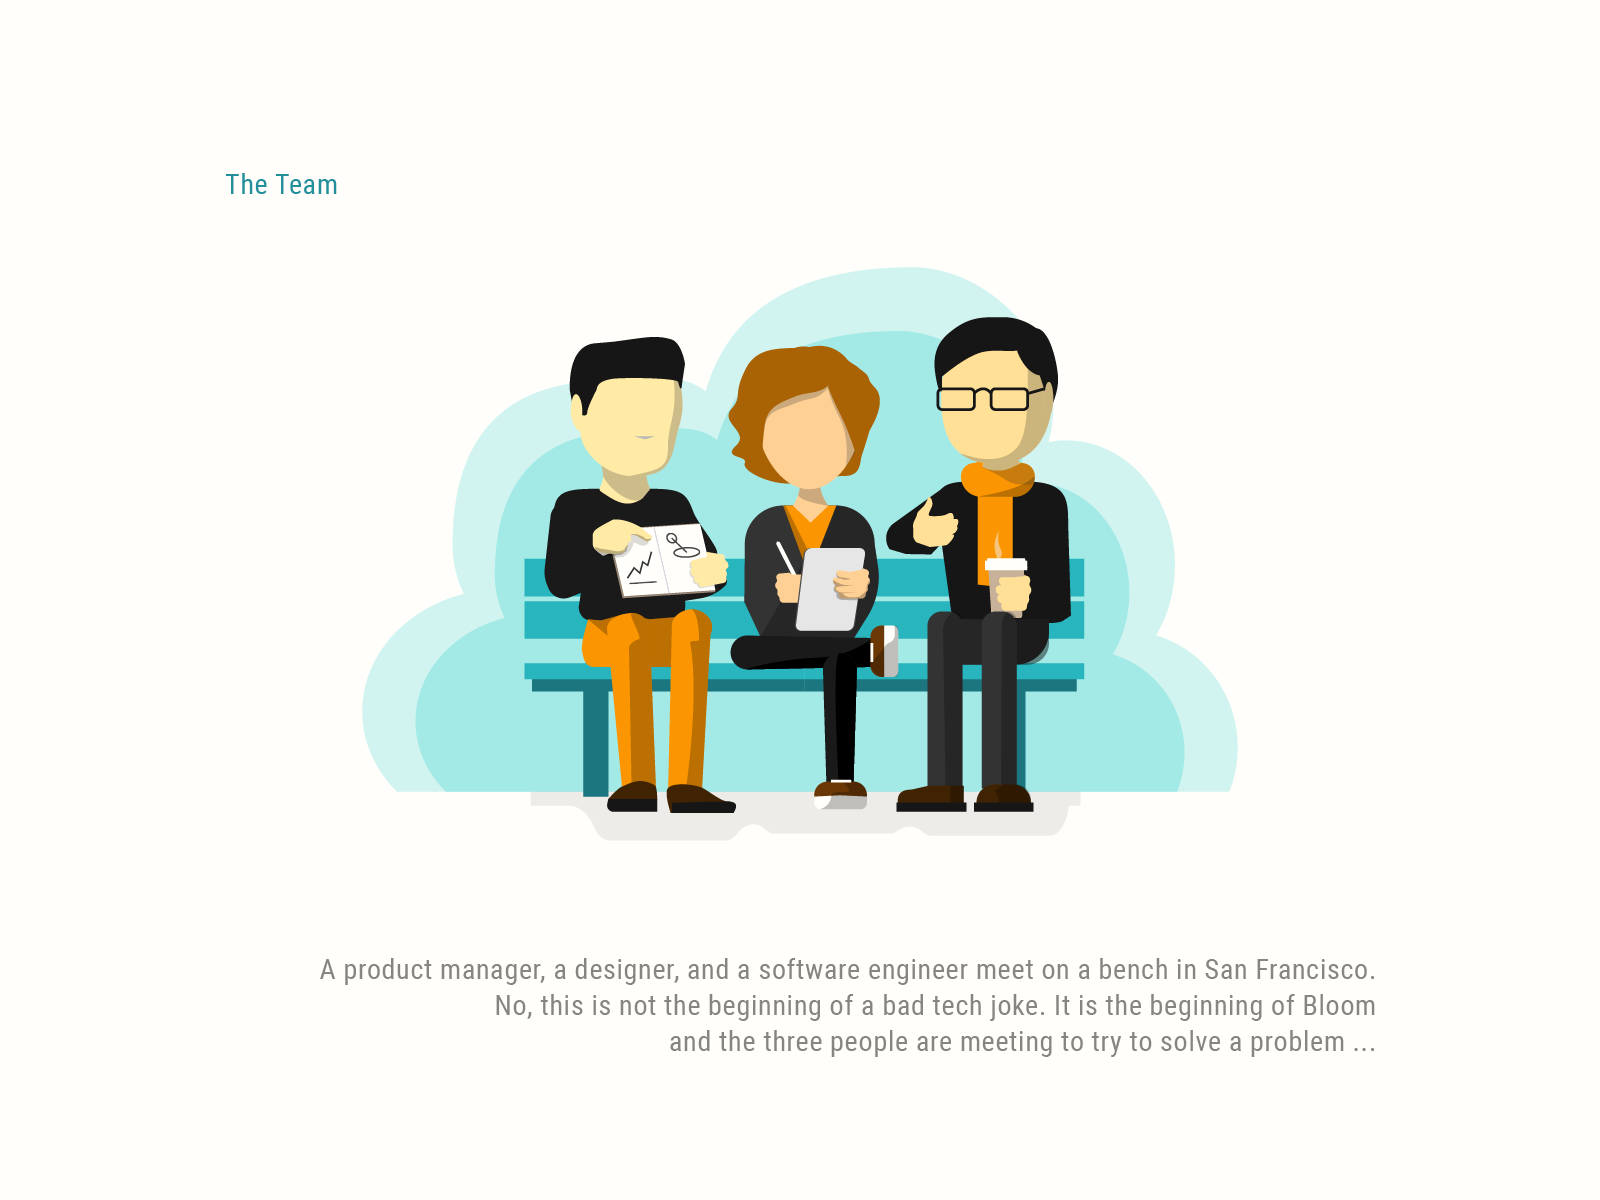 The Team
A product manager, a designer, and a software engineer meet on a bench in San Francisco.
No, this is not the beginning of a bad tech joke. It is the beginning of Bloom
and the three people are meeting to try to solve a problem ...